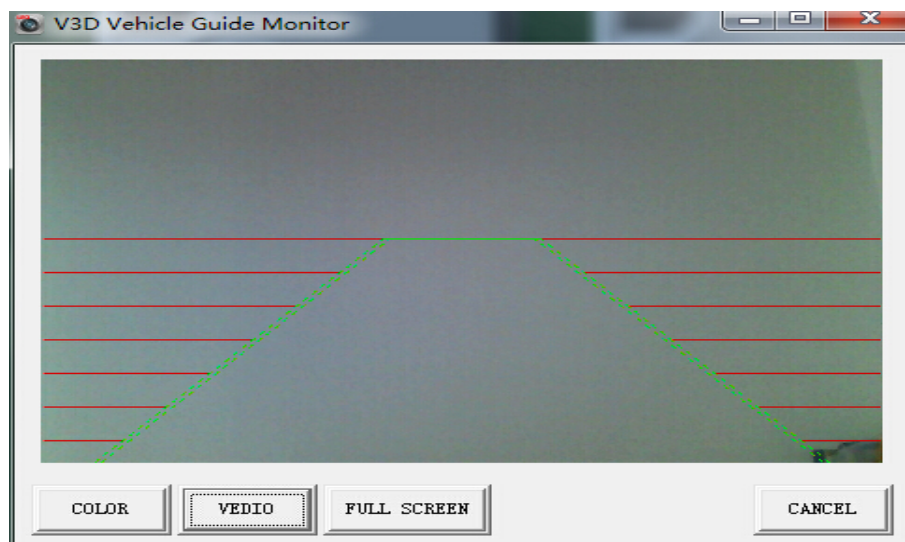 V3D Vehicle Guide Monitor
COLOR
VEDIO
FULL SCREEN
CANCEL